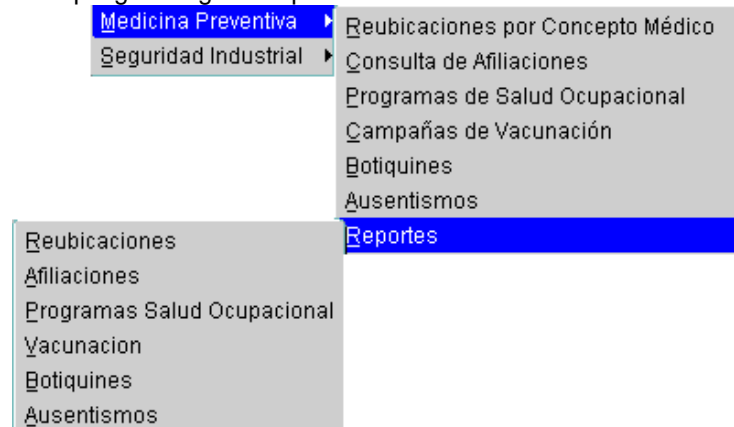 Medicina Preventiva
Seguridad Industrial
Reubicaciones por Concepto Médico
Consulta de Afiliaciones
Programas de Salud Ocupacional
Campañas de Vacunación
Botiquines
Ausentismos
Reportes
Reubicaciones
Afiliaciones
Programas Salud Ocupacional
Vacunacion
Botiquines
Ausentismos